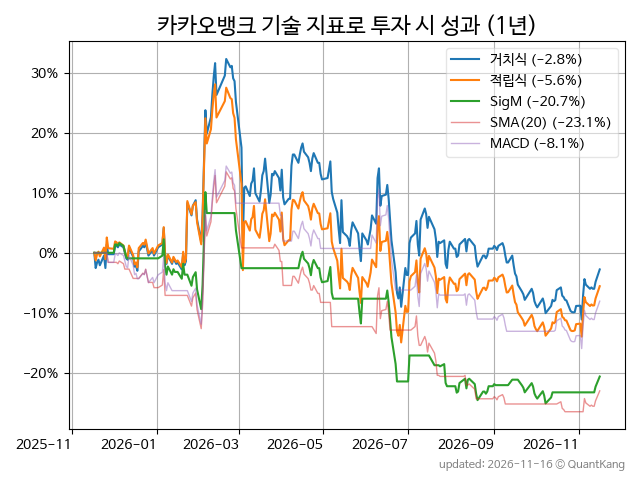 카카오뱅크 기술 지표로 투자 시 성과 (1년)
거치식 (−2.8%)
적립식 (−5.6%)
SigM (−20.7%)
SMA(20) (−23.1%)
MACD (−8.1%)
30%
20%
10%
0%
−10%
−20%
2025-11 2026-01 2026-03 2026-05 2026-07 2026-09 2026-11
updated: 2026-11-16 © QuantKang